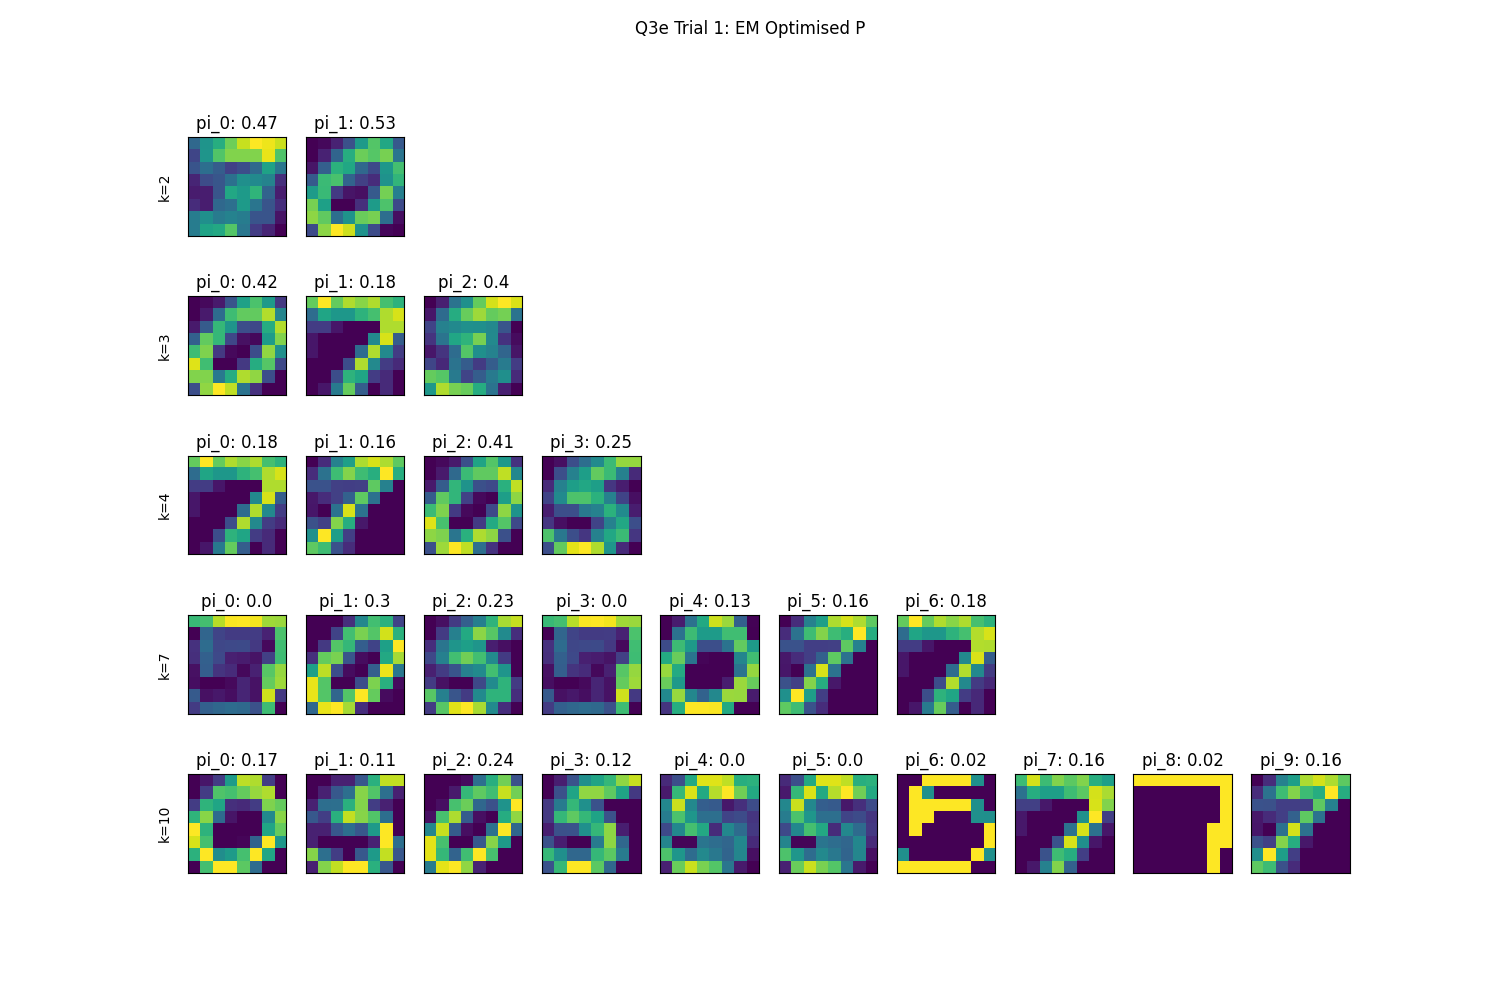 Q3e Trial 1: EM Optimised P
pi_0: 0.47 pi_1: 0.53
k=2
pi_0: 0.42 pi_1: 0.18 pi_2: 0.4
k=3
pi_0: 0.18 pi_1: 0.16 pi_2: 0.41 pi_3: 0.25
k=4
pi_0: 0.0 pi_1: 0.3 pi_2: 0.23 pi_3: 0.0 pi_4: 0.13 pi_5: 0.16 pi_6: 0.18
k=7
pi_0: 0.17 pi_1: 0.11 pi_2: 0.24 pi_3: 0.12 pi_4: 0.0 pi_5: 0.0 pi_6: 0.02 pi_7: 0.16 pi_8: 0.02 pi_9: 0.16
k=10